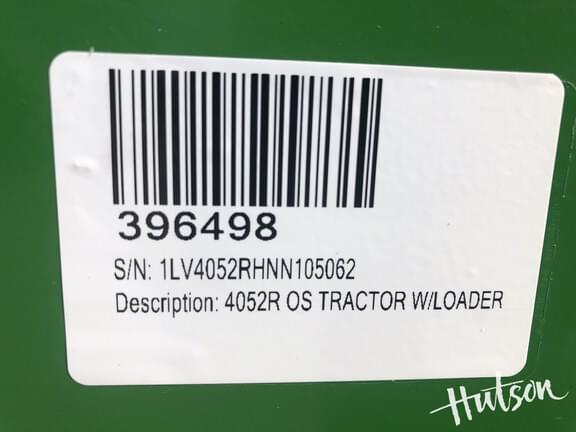 396498
S/N: 1LV4052RHNN105062
Description: 4052R OS TRACTOR W/LOADER
Hutson